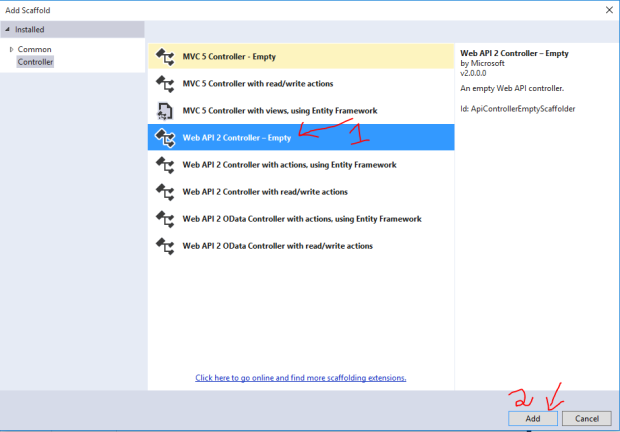 Add Scaffold
Installed
Common
Controller
MVC 5 Controller - Empty
MVC 5 Controller with read/write actions
MVC 5 Controller with views, using Entity Framework
Web API 2 Controller – Empty
1
Web API 2 Controller with actions, using Entity Framework
Web API 2 Controller with read/write actions
Web API 2 OData Controller with actions, using Entity Framework
Web API 2 OData Controller with read/write actions
Click here to go online and find more scaffolding extensions.
Web API 2 Controller – Empty
by Microsoft
v2.0.0.0
An empty Web API controller.
Id: ApiControllerEmptyScaffolder
2
Add
Cancel